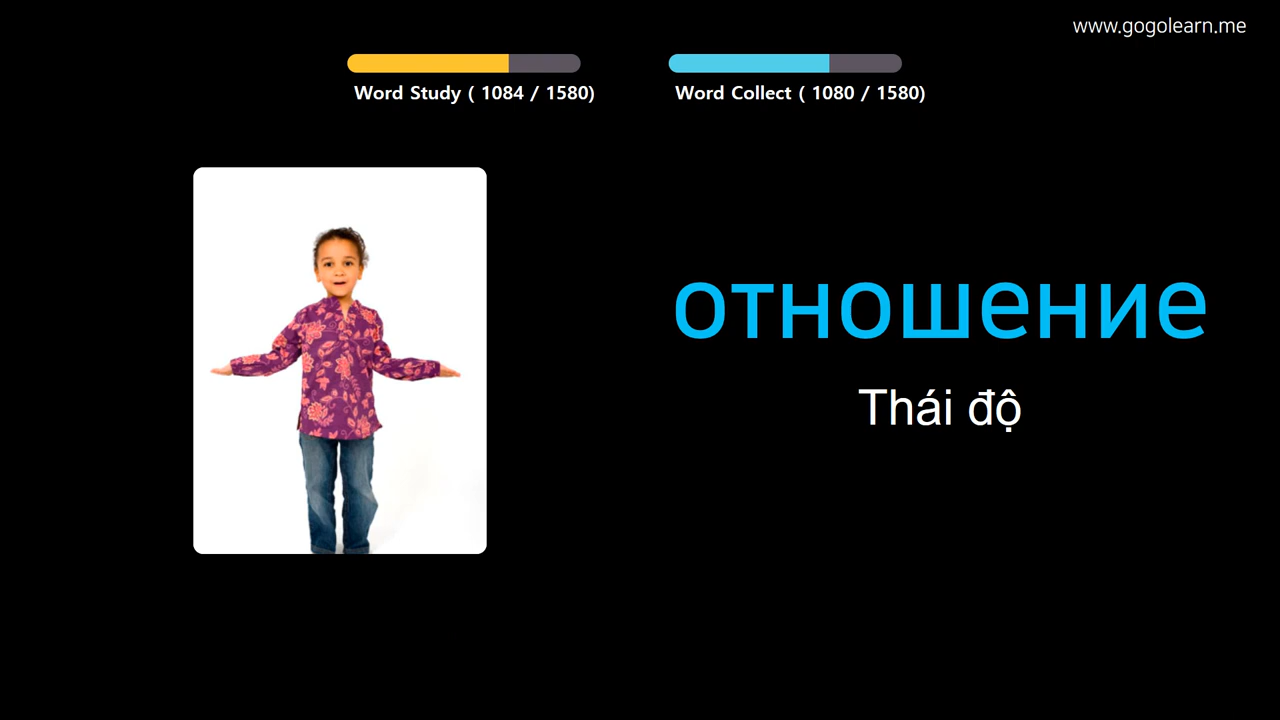 www.gogolearn.me
Word Study ( 1084 / 1580)
Word Collect ( 1080 / 1580)
отношение
Thái độ